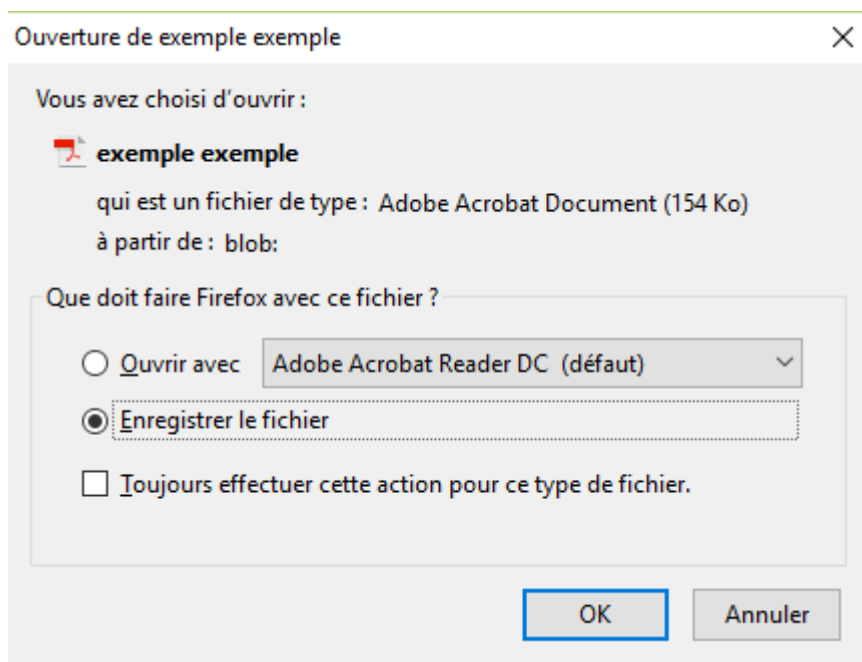 Ouverture de exemple exemple
Vous avez choisi d'ouvrir :
exemple exemple
qui est un fichier de type : Adobe Acrobat Document (154 Ko)
à partir de : blob:
Que doit faire Firefox avec ce fichier ?
Ouvrir avec Adobe Acrobat Reader DC (défaut)
Enregistrer le fichier
Toujours effectuer cette action pour ce type de fichier.
OK Annuler